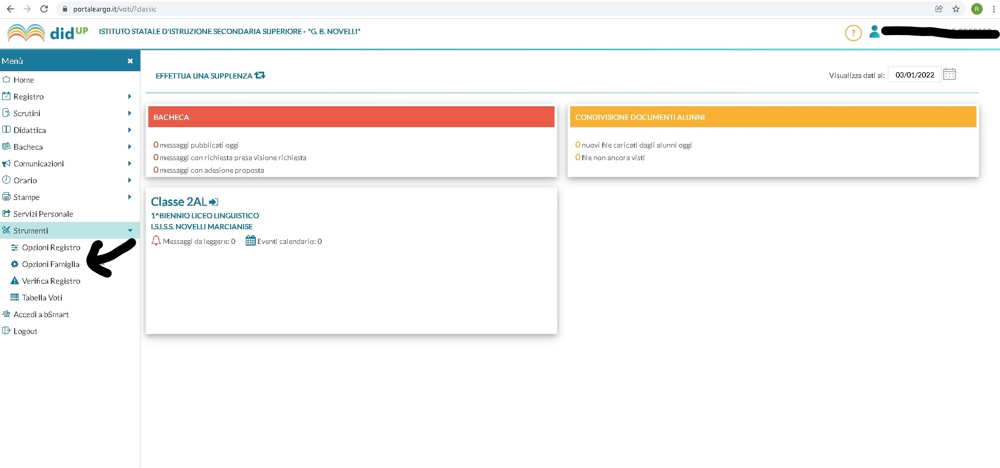 portaleargo.it/voti/?classic
R
didUP
ISTITUTO STATALE D'ISTRUZIONE SECONDARIA SUPERIORE - "G. B. NOVELLI"
?
Menù
Home
Registro
Scrutini
Didattica
Bacheca
Comunicazioni
Orario
Stampe
Servizi Personale
Strumenti
Opzioni Registro
Opzioni Famiglia
Verifica Registro
Tabella Voti
Accedi a bSmart
Logout
EFFETTUA UNA SUPPLENZA
Visualizza dati al: 03/01/2022
BACHECA
0 messaggi pubblicati oggi
0 messaggi con richiesta presa visione richiesta
0 messaggi con adesione proposta
CONDIVISIONE DOCUMENTI ALUNNI
0 nuovi file caricati dagli alunni oggi
0 file non ancora visti
Classe 2AL
1^BIENNIO LICEO LINGUISTICO
I.S.I.S.S. NOVELLI MARCIANISE
Messaggi da leggere: 0 Eventi calendario: 0